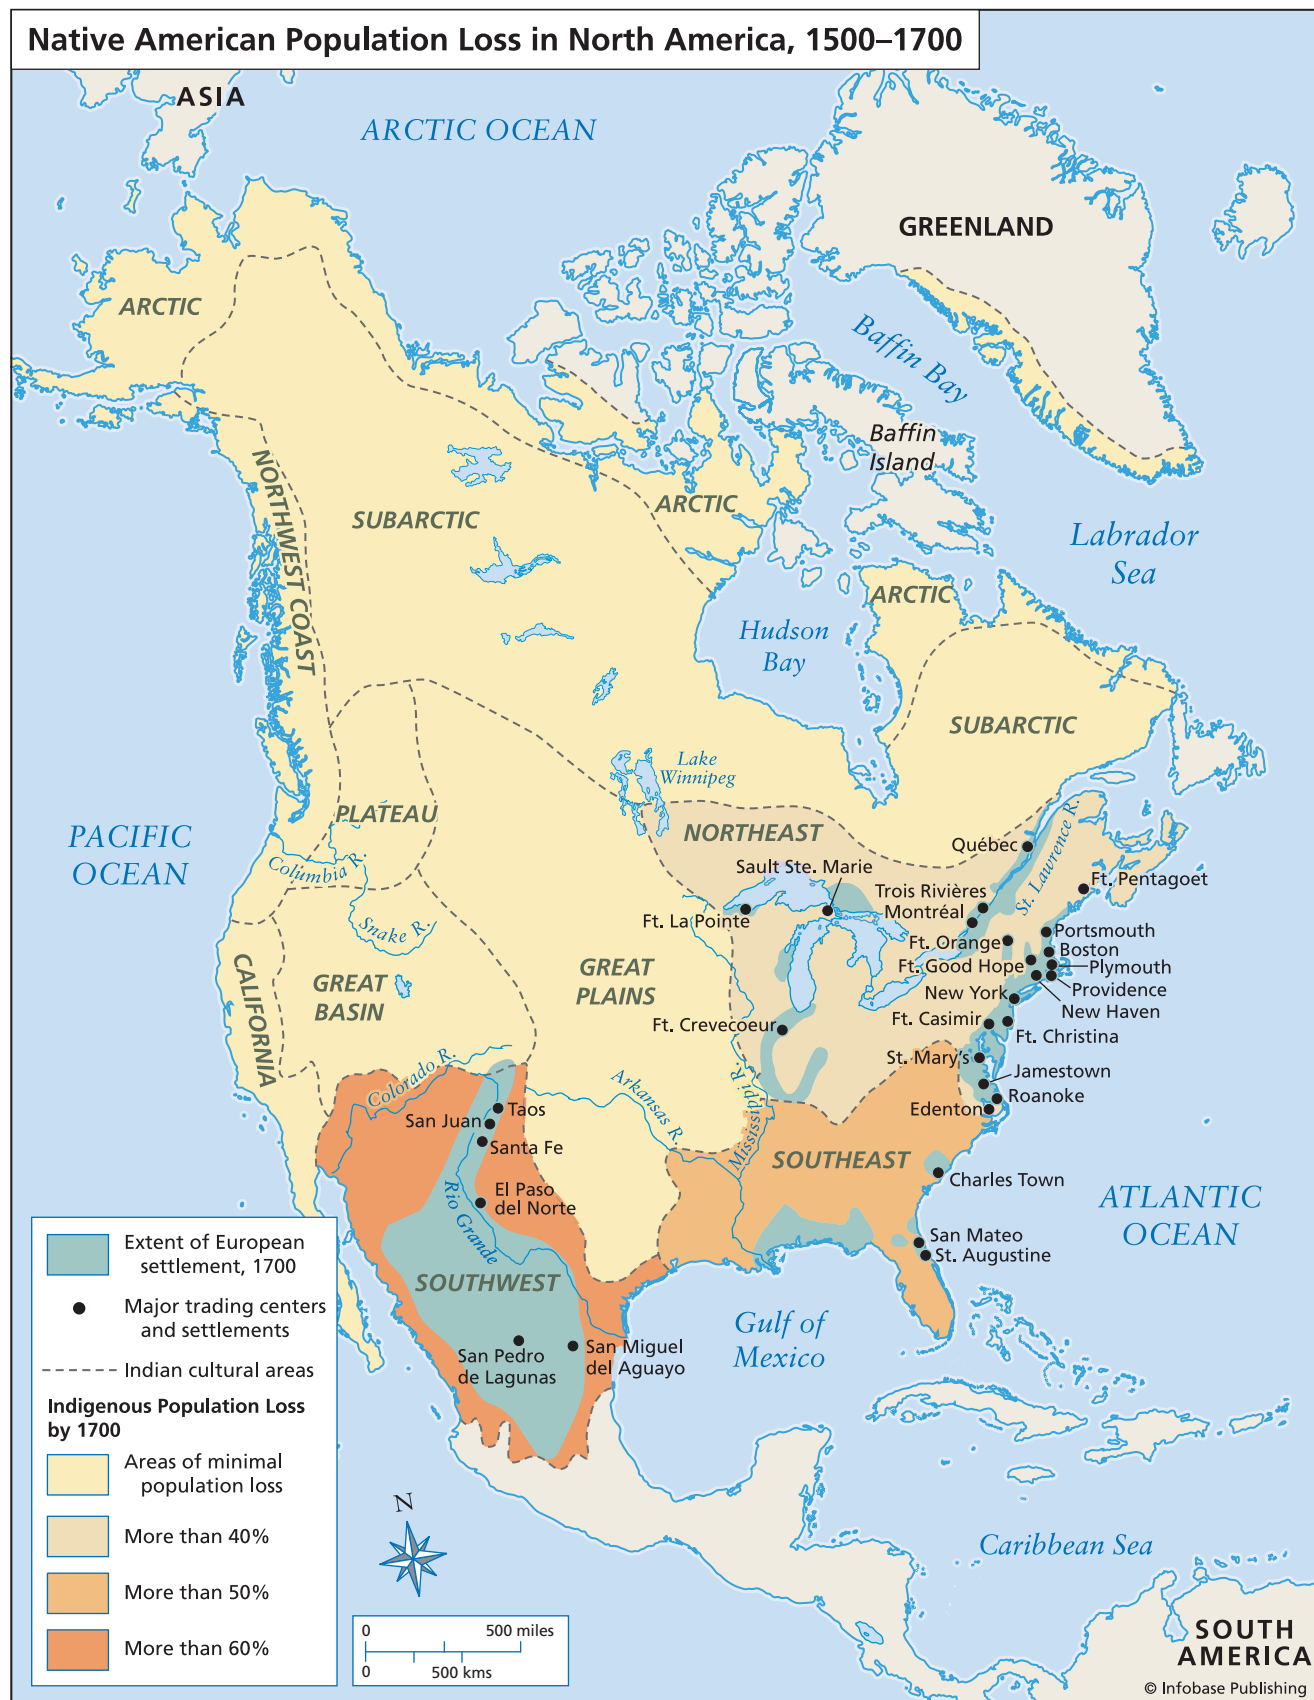 Native American Population Loss in North America, 1500–1700
ASIA
ARCTIC OCEAN
GREENLAND
ARCTIC
Baffin Bay
Baffin
Island
NORTHWEST COAST
SUBARCTIC
ARCTIC
Labrador
Sea
ARCTIC
Hudson
Bay
SUBARCTIC
Lake
Winnipeg
PLATEAU
NORTHEAST
PACIFIC
OCEAN
Columbia R.
Snake R.
Québec
St. Lawrence R.
Sault Ste. Marie
Ft. Pentagoet
Trois Rivières
Montréal
Ft. La Pointe
Portsmouth
Ft. Orange
Boston
Ft. Good Hope
Plymouth
Providence
New York
New Haven
CALIFORNIA
GREAT
BASIN
GREAT
PLAINS
Ft. Crevecoeur
Ft. Casimir
Ft. Christina
St. Mary's
Jamestown
Roanoke
Edenton
Colorado R.
Arkansas R.
Mississippi R.
Taos
San Juan
Santa Fe
SOUTHEAST
Charles Town
El Paso
del Norte
Rio Grande
ATLANTIC
OCEAN
San Mateo
St. Augustine
SOUTHWEST
Gulf of
Mexico
San Pedro
de Lagunas
San Miguel
del Aguayo
Extent of European
settlement, 1700
Major trading centers
and settlements
Indian cultural areas
Indigenous Population Loss
by 1700
Areas of minimal
population loss
More than 40%
More than 50%
More than 60%
N
0 500 miles
0 500 kms
Caribbean Sea
SOUTH
AMERICA
© Infobase Publishing